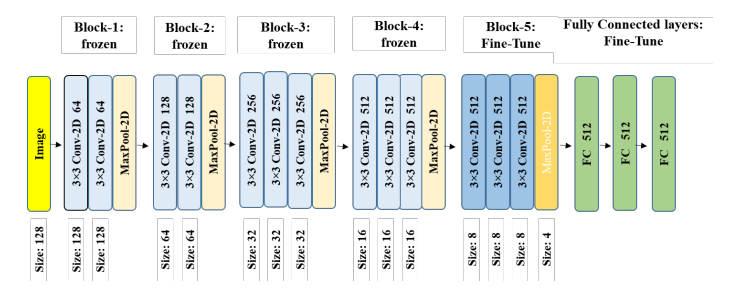 Block-1:
frozen
Block-2:
frozen
Block-3:
frozen
Block-4:
frozen
Block-5:
Fine-Tune
Fully Connected layers:
Fine-Tune
Image
3×3 Conv-2D 64
3×3 Conv-2D 64
MaxPool-2D
3×3 Conv-2D 128
3×3 Conv-2D 128
MaxPool-2D
3×3 Conv-2D 256
3×3 Conv-2D 256
3×3 Conv-2D 256
MaxPool-2D
3×3 Conv-2D 512
3×3 Conv-2D 512
3×3 Conv-2D 512
MaxPool-2D
3×3 Conv-2D 512
3×3 Conv-2D 512
3×3 Conv-2D 512
MaxPool-2D
FC 512
FC 512
FC 512
Size: 128
Size: 128
Size: 128
Size: 64
Size: 64
Size: 32
Size: 32
Size: 32
Size: 16
Size: 16
Size: 16
Size: 8
Size: 8
Size: 8
Size: 4